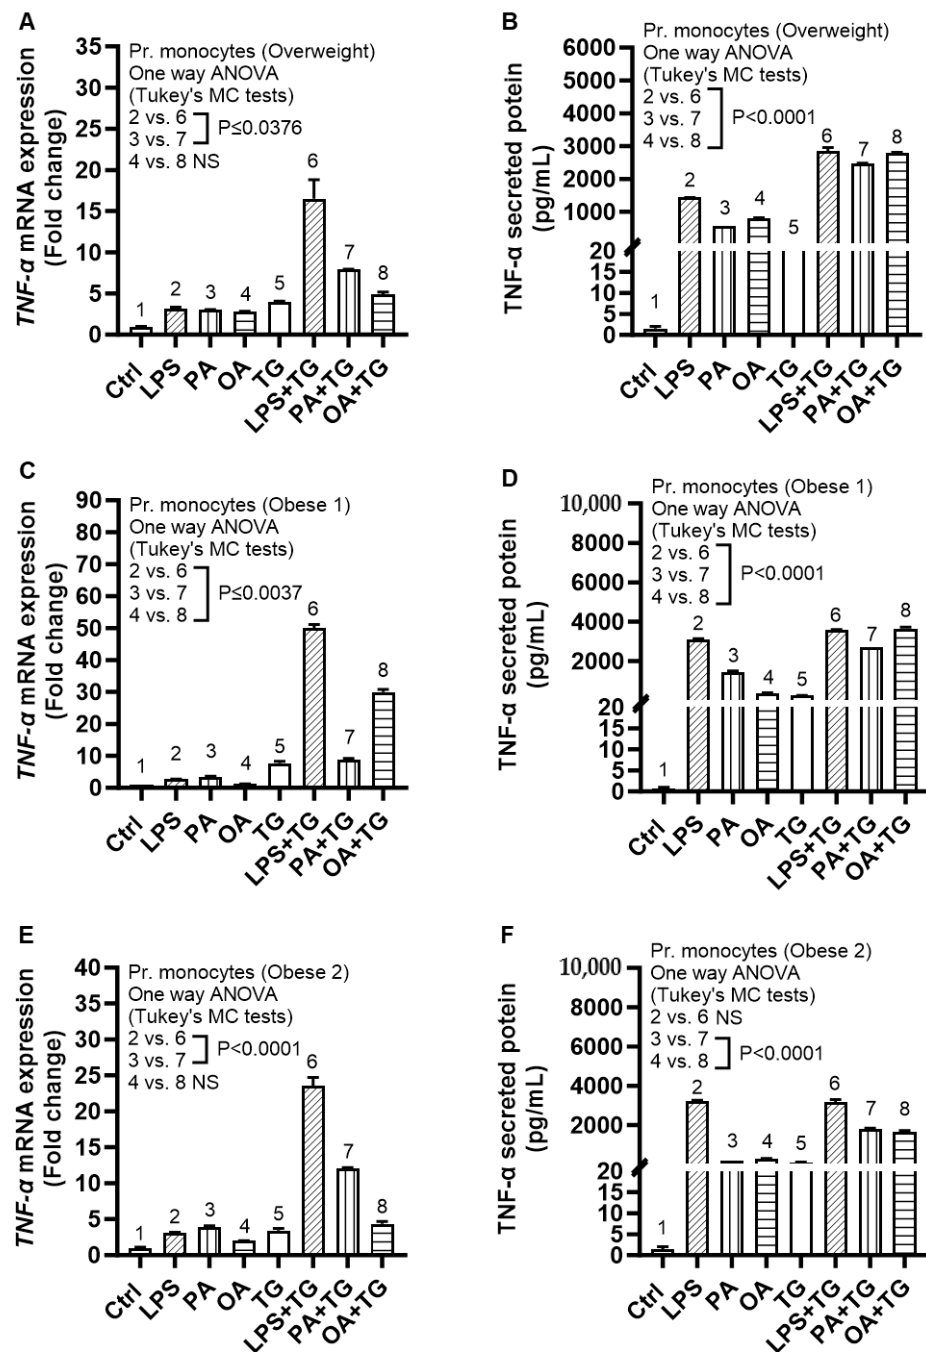 A
TNF-α mRNA expression
(Fold change)
35
30
25
20
15
10
5
0
Pr. monocytes (Overweight)
One way ANOVA
(Tukey's MC tests)
2 vs. 6
3 vs. 7
P≤0.0376
4 vs. 8 NS
1
2
3
4
5
6
7
8
Ctrl
LPS
PA
OA
TG
LPS+TG
PA+TG
OA+TG
B
TNF-α secreted potein
(pg/mL)
6000
5000
4000
3000
2000
1000
20
15
10
5
0
Pr. monocytes (Overweight)
One way ANOVA
(Tukey's MC tests)
2 vs. 6
3 vs. 7
4 vs. 8
P<0.0001
1
2
3
4
5
6
7
8
Ctrl
LPS
PA
OA
TG
LPS+TG
PA+TG
OA+TG
C
TNF-α mRNA expression
(Fold change)
90
80
70
60
50
40
30
20
10
0
Pr. monocytes (Obese 1)
One way ANOVA
(Tukey's MC tests)
2 vs. 6
3 vs. 7
4 vs. 8
P≤0.0037
1
2
3
4
5
6
7
8
Ctrl
LPS
PA
OA
TG
LPS+TG
PA+TG
OA+TG
D
TNF-α secreted potein
(pg/mL)
10,000
8000
6000
4000
2000
20
15
10
5
0
Pr. monocytes (Obese 1)
One way ANOVA
(Tukey's MC tests)
2 vs. 6
3 vs. 7
4 vs. 8
P<0.0001
1
2
3
4
5
6
7
8
Ctrl
LPS
PA
OA
TG
LPS+TG
PA+TG
OA+TG
E
TNF-α mRNA expression
(Fold change)
40
35
30
25
20
15
10
5
0
Pr. monocytes (Obese 2)
One way ANOVA
(Tukey's MC tests)
2 vs. 6
3 vs. 7
P<0.0001
4 vs. 8 NS
1
2
3
4
5
6
7
8
Ctrl
LPS
PA
OA
TG
LPS+TG
PA+TG
OA+TG
F
TNF-α secreted potein
(pg/mL)
10,000
8000
6000
4000
2000
20
15
10
5
0
Pr. monocytes (Obese 2)
One way ANOVA
(Tukey's MC tests)
2 vs. 6 NS
3 vs. 7
4 vs. 8
P<0.0001
1
2
3
4
5
6
7
8
Ctrl
LPS
PA
OA
TG
LPS+TG
PA+TG
OA+TG